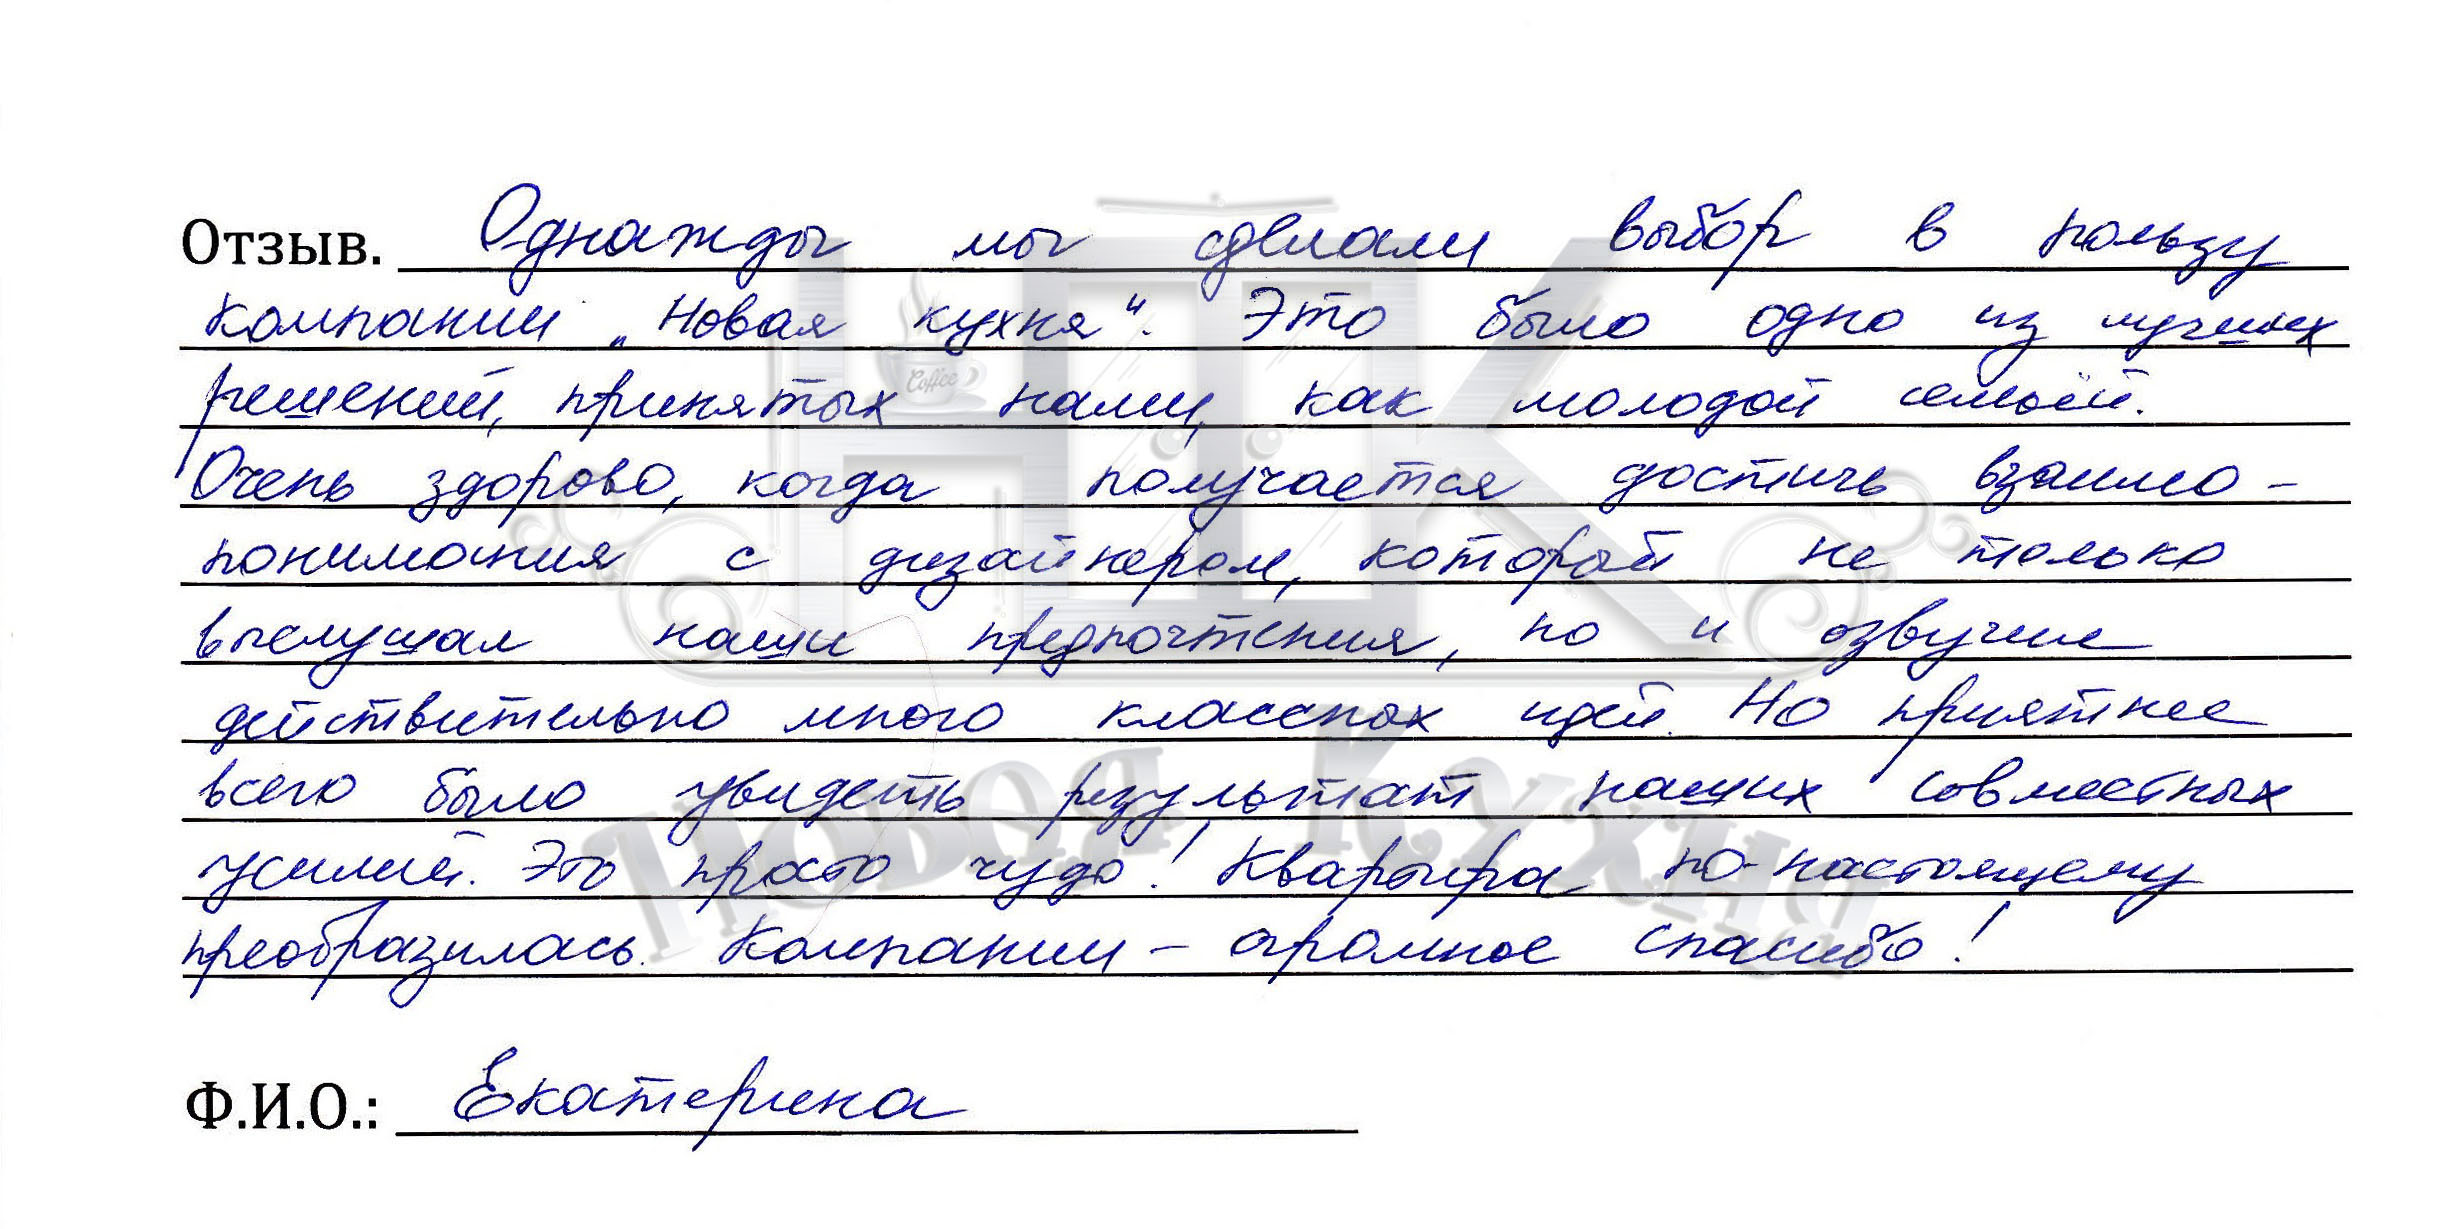 Отзыв. Однажды мы сделали выбор в пользу
компании „Новая кухня“. Это было одно из лучших
решений, принятых нами, как молодой семьёй.
Очень здорово, когда получается достичь взаимо-
понимания с дизайнером, который не только
выслушал наши предпочтения, но и озвучил
действительно много классных идей. Но приятнее
всего было увидеть результат наших совместных
усилий. Это просто чудо! Квартира по-настоящему
преобразилась. Компании – огромное спасибо!
Ф.И.О.: Екатерина
НК
Coffee
Новая Кухня